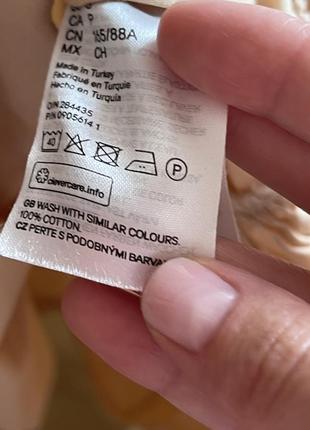 CA P
CN 165/88A
MX CH
Made in Turkey
Fabriqué en Turquie
Hecho en Turquía
O/N 284435
P/N 0905614 1
40
P
clevercare.info
GB WASH WITH SIMILAR COLOURS.
100% COTTON.
CZ PERTE S PODOBNÝMI